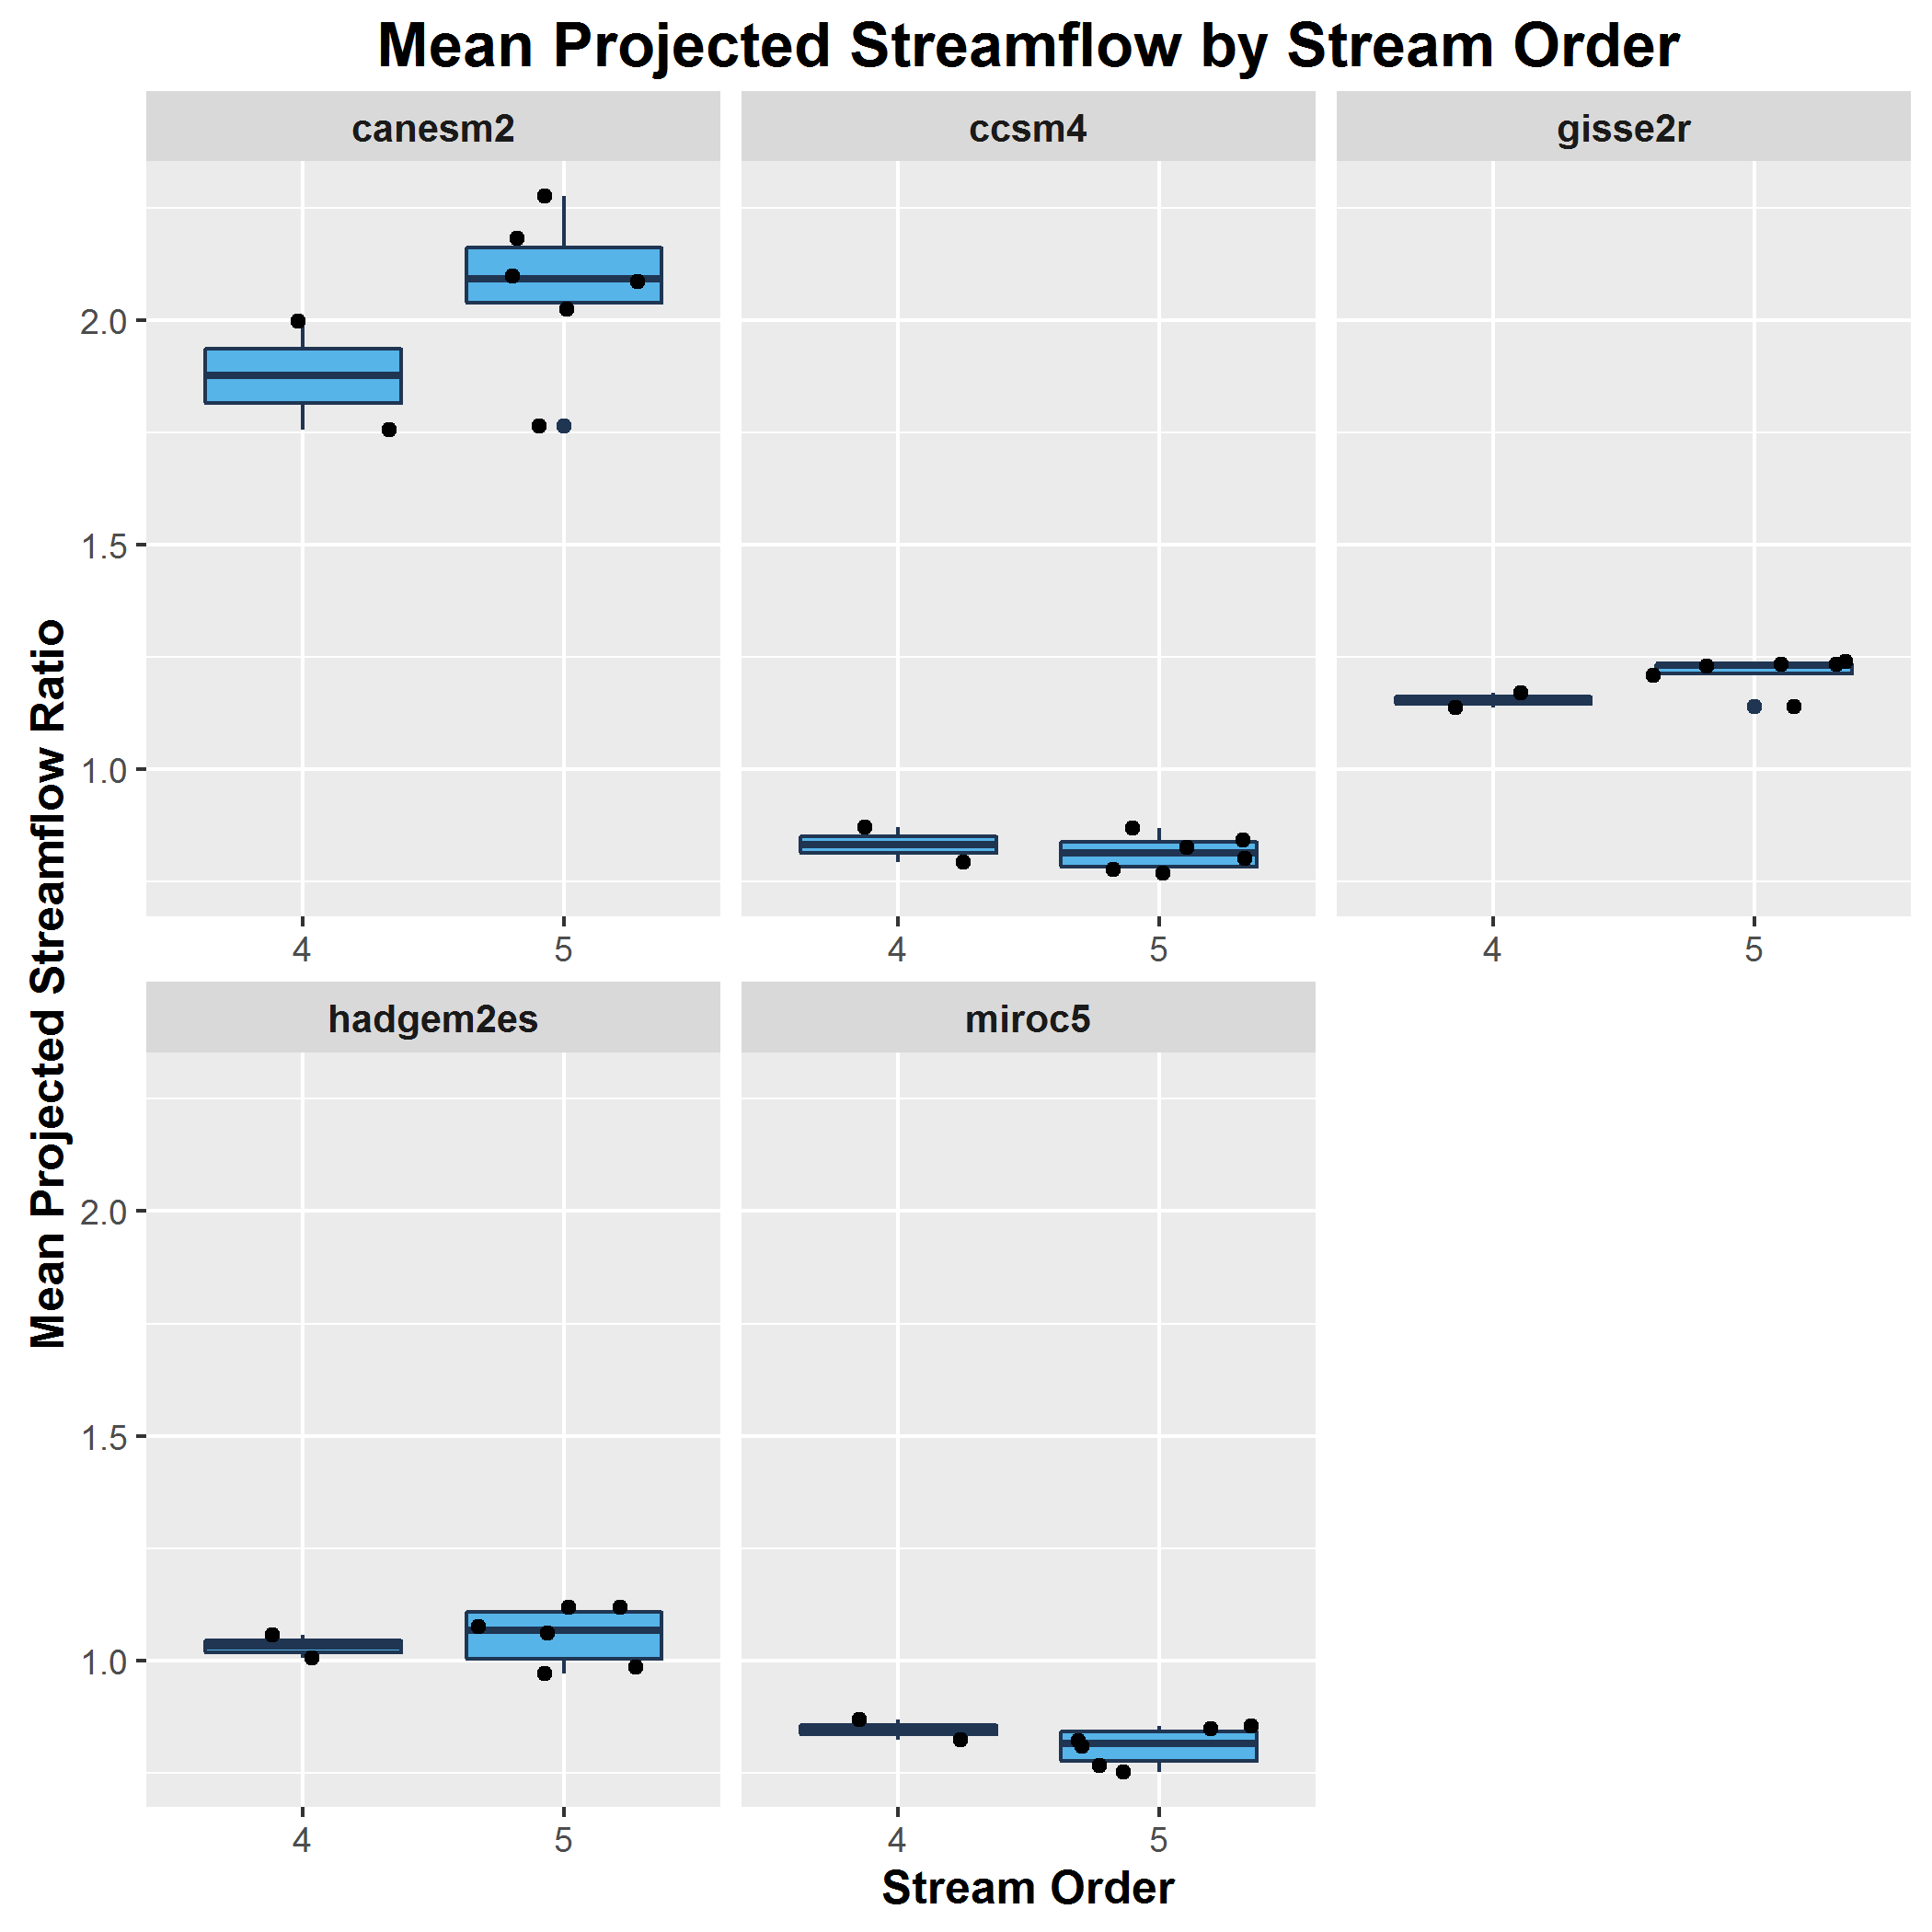 Mean Projected Streamflow by Stream Order
canesm2
ccsm4
gisse2r
2.0
1.5
1.0
4
5
4
5
4
5
Mean Projected Streamflow Ratio
hadgem2es
miroc5
2.0
1.5
1.0
4
5
4
5
Stream Order